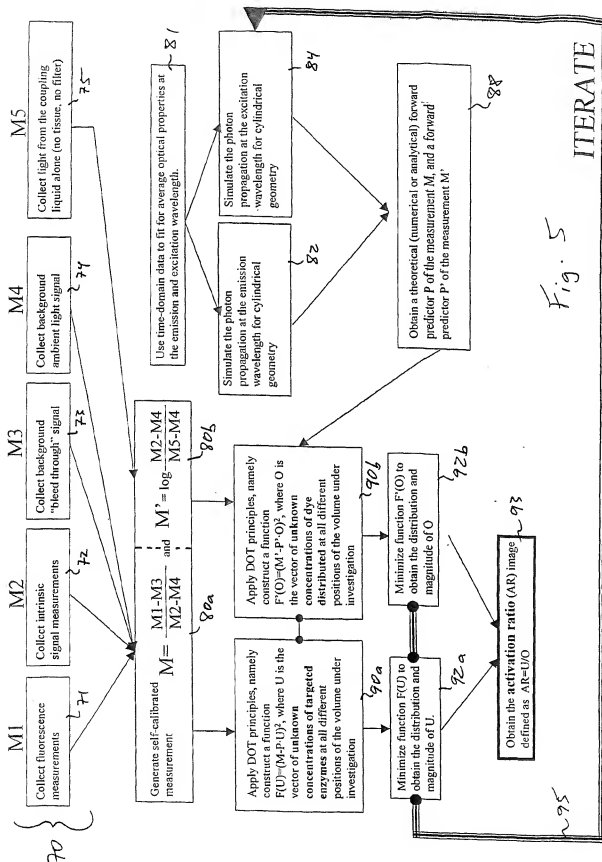 M1
M2
M3
M4
M5
70
Collect fluorescence
measurements
71
Collect intrinsic
signal measurements
72
Collect background
"bleed through" signal
73
Collect background
ambient light signal
74
Collect light from the coupling
liquid alone (no tissue, no filter)
75
Generate self-calibrated
measurement
M= M1-M3
M2-M4
and
M' = log M2-M4
M5-M4
80a
80b
Use time-domain data to fit for average optical properties at
the emission and excitation wavelength.
81
Simulate the photon
propagation at the emission
wavelength for cylindrical
geometry
82
Simulate the photon
propagation at the excitation
wavelength for cylindrical
geometry
84
Apply DOT principles, namely
construct a function
F(U)=(M-P·U)², where U is the
vector of unknown
concentrations of targeted
enzymes at all different
positions of the volume under
investigation
90a
Apply DOT principles, namely
construct a function
F'(O)=(M'-P'·O)², where O is
the vector of unknown
concentrations of dye
distributed at all different
positions of the volume under
investigation
90b
Obtain a theoretical (numerical or analytical) forward
predictor P of the measurement M, and a forward
predictor P' of the measurement M'
88
Minimize function F(U) to
obtain the distribution and
magnitude of U.
92a
Minimize function F'(O) to
obtain the distribution and
magnitude of O
92b
Obtain the activation ratio (AR) image
defined as AR=U/O
93
95
Fig. 5
ITERATE